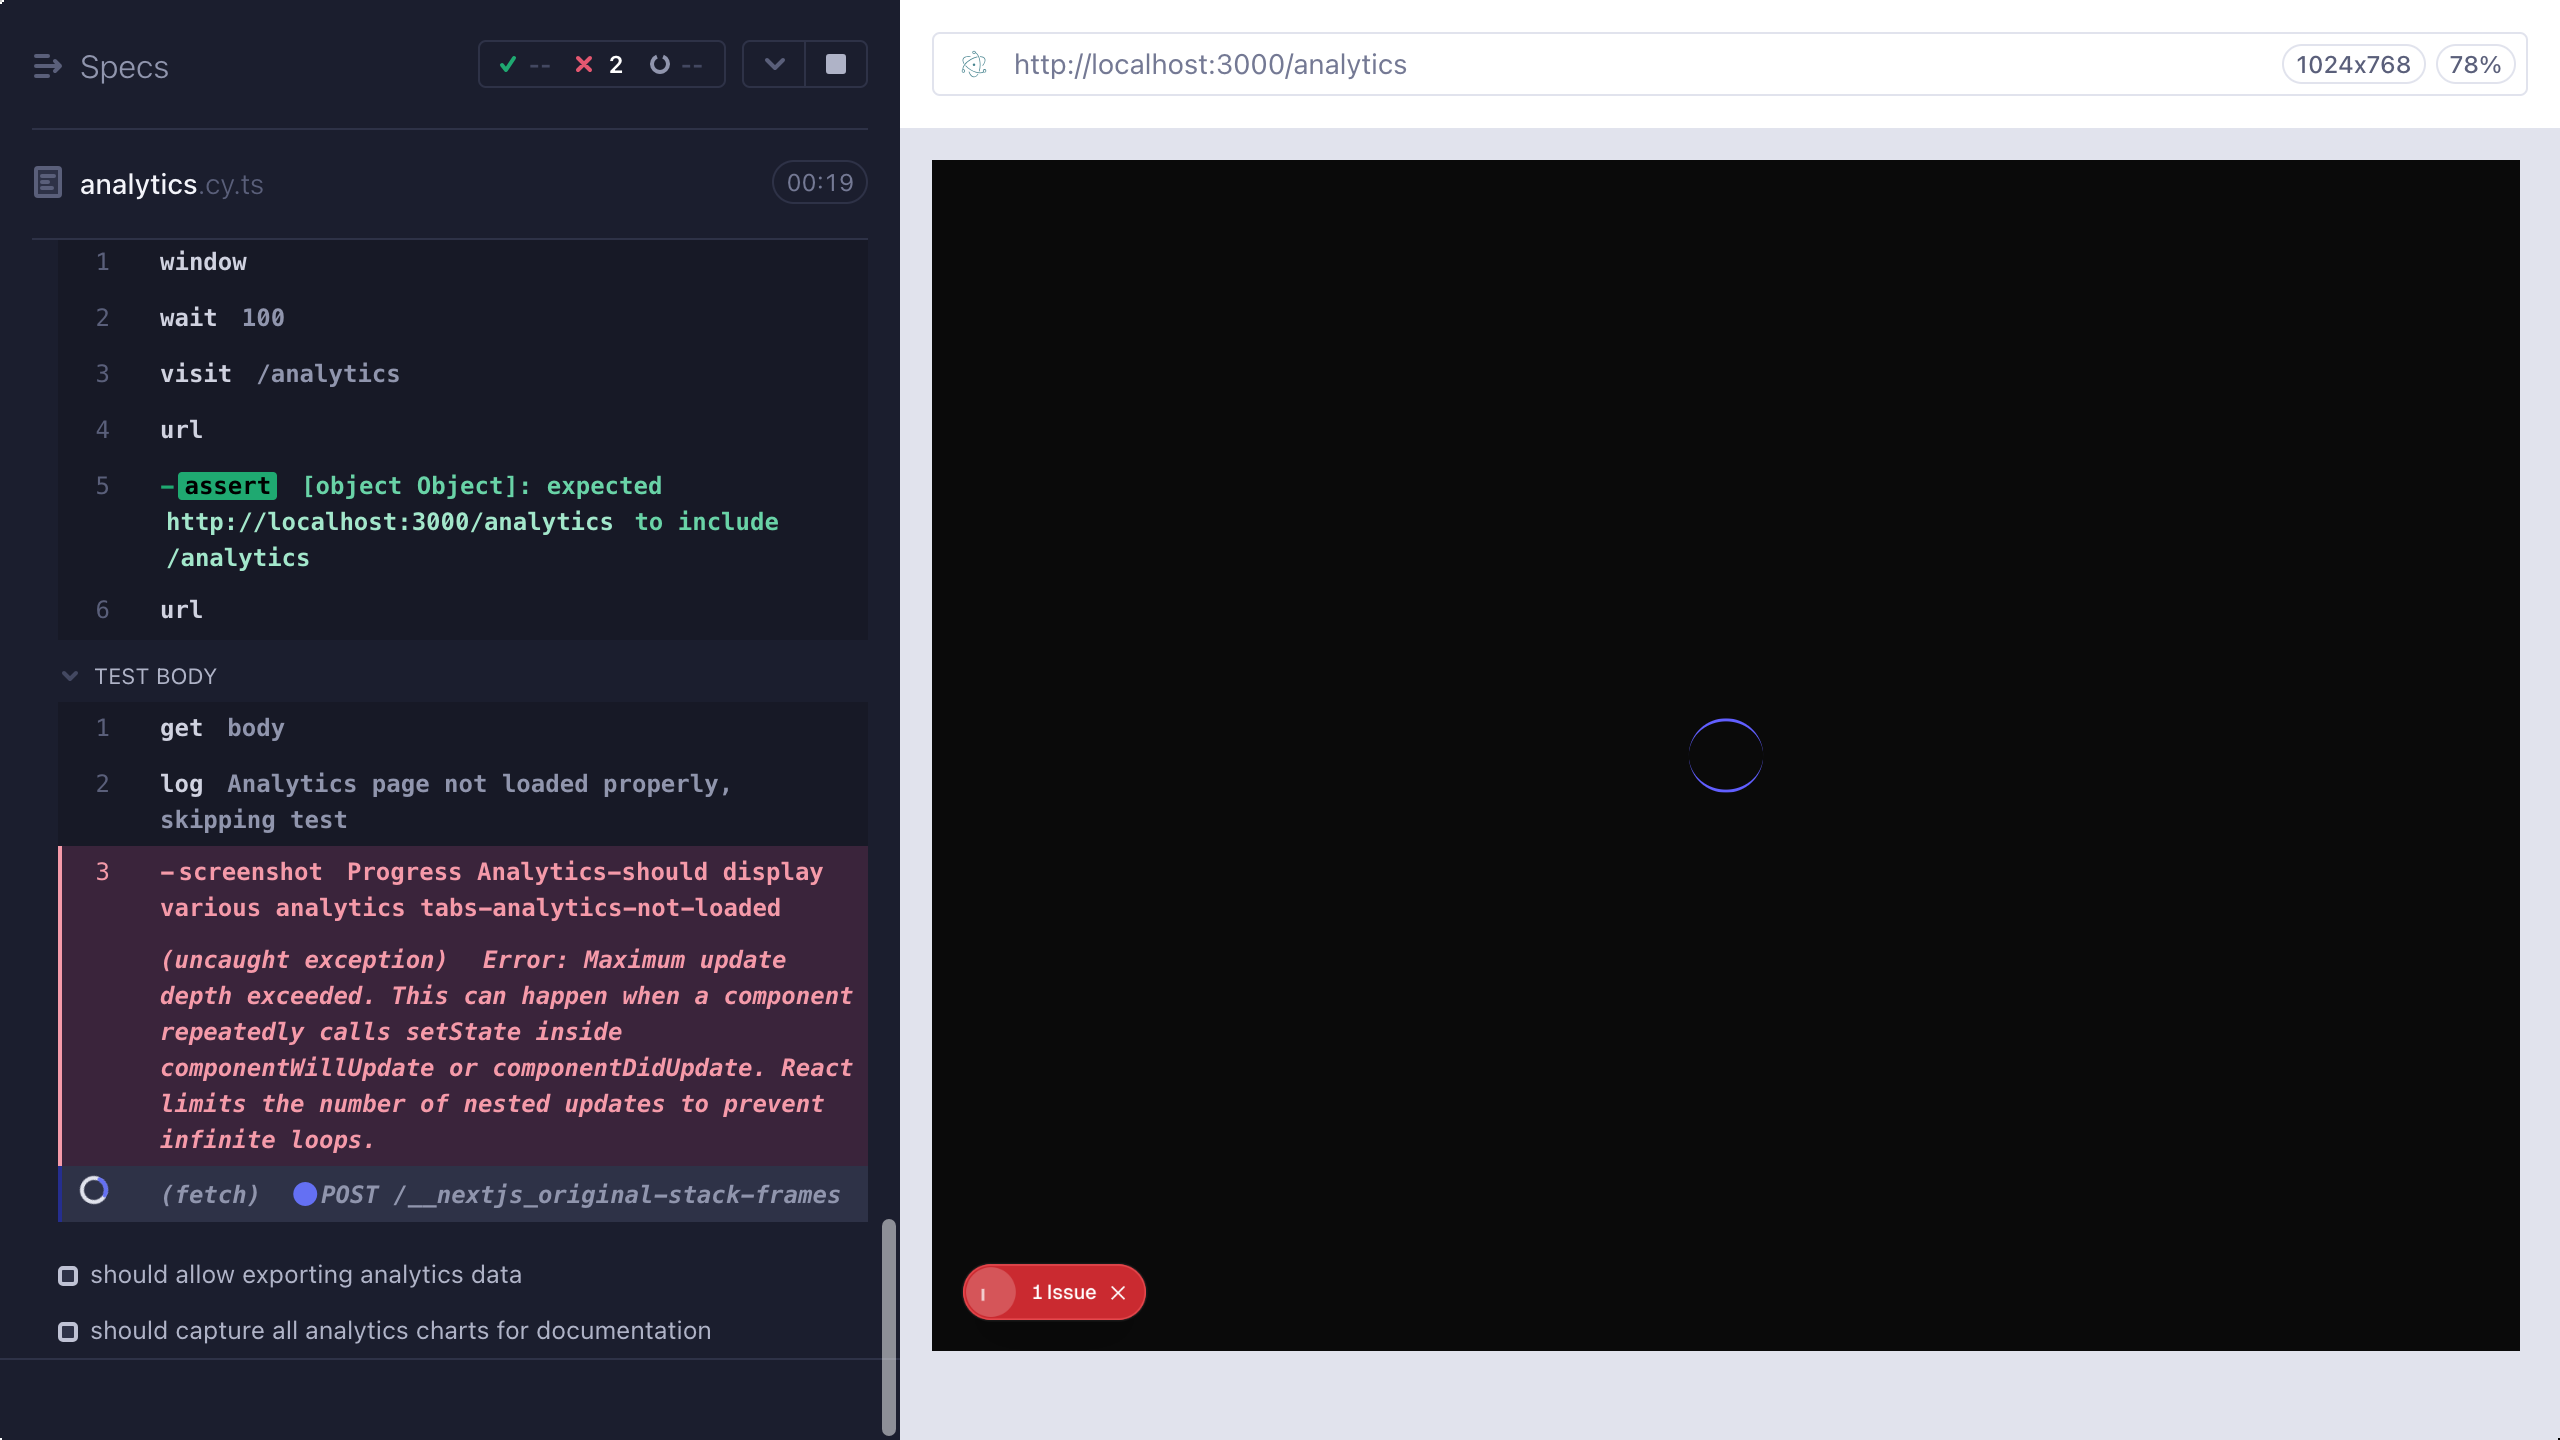 Specs
-- 2 --
http://localhost:3000/analytics
1024x768
78%
analytics.cy.ts
00:19
1 window
2 wait 100
3 visit /analytics
4 url
5 -assert [object Object]: expected
http://localhost:3000/analytics to include
/analytics
6 url
TEST BODY
1 get body
2 log Analytics page not loaded properly,
skipping test
3 -screenshot Progress Analytics-should display
various analytics tabs-analytics-not-loaded
(uncaught exception) Error: Maximum update
depth exceeded. This can happen when a component
repeatedly calls setState inside
componentWillUpdate or componentDidUpdate. React
limits the number of nested updates to prevent
infinite loops.
(fetch) POST /__nextjs_original-stack-frames
should allow exporting analytics data
should capture all analytics charts for documentation
1 Issue